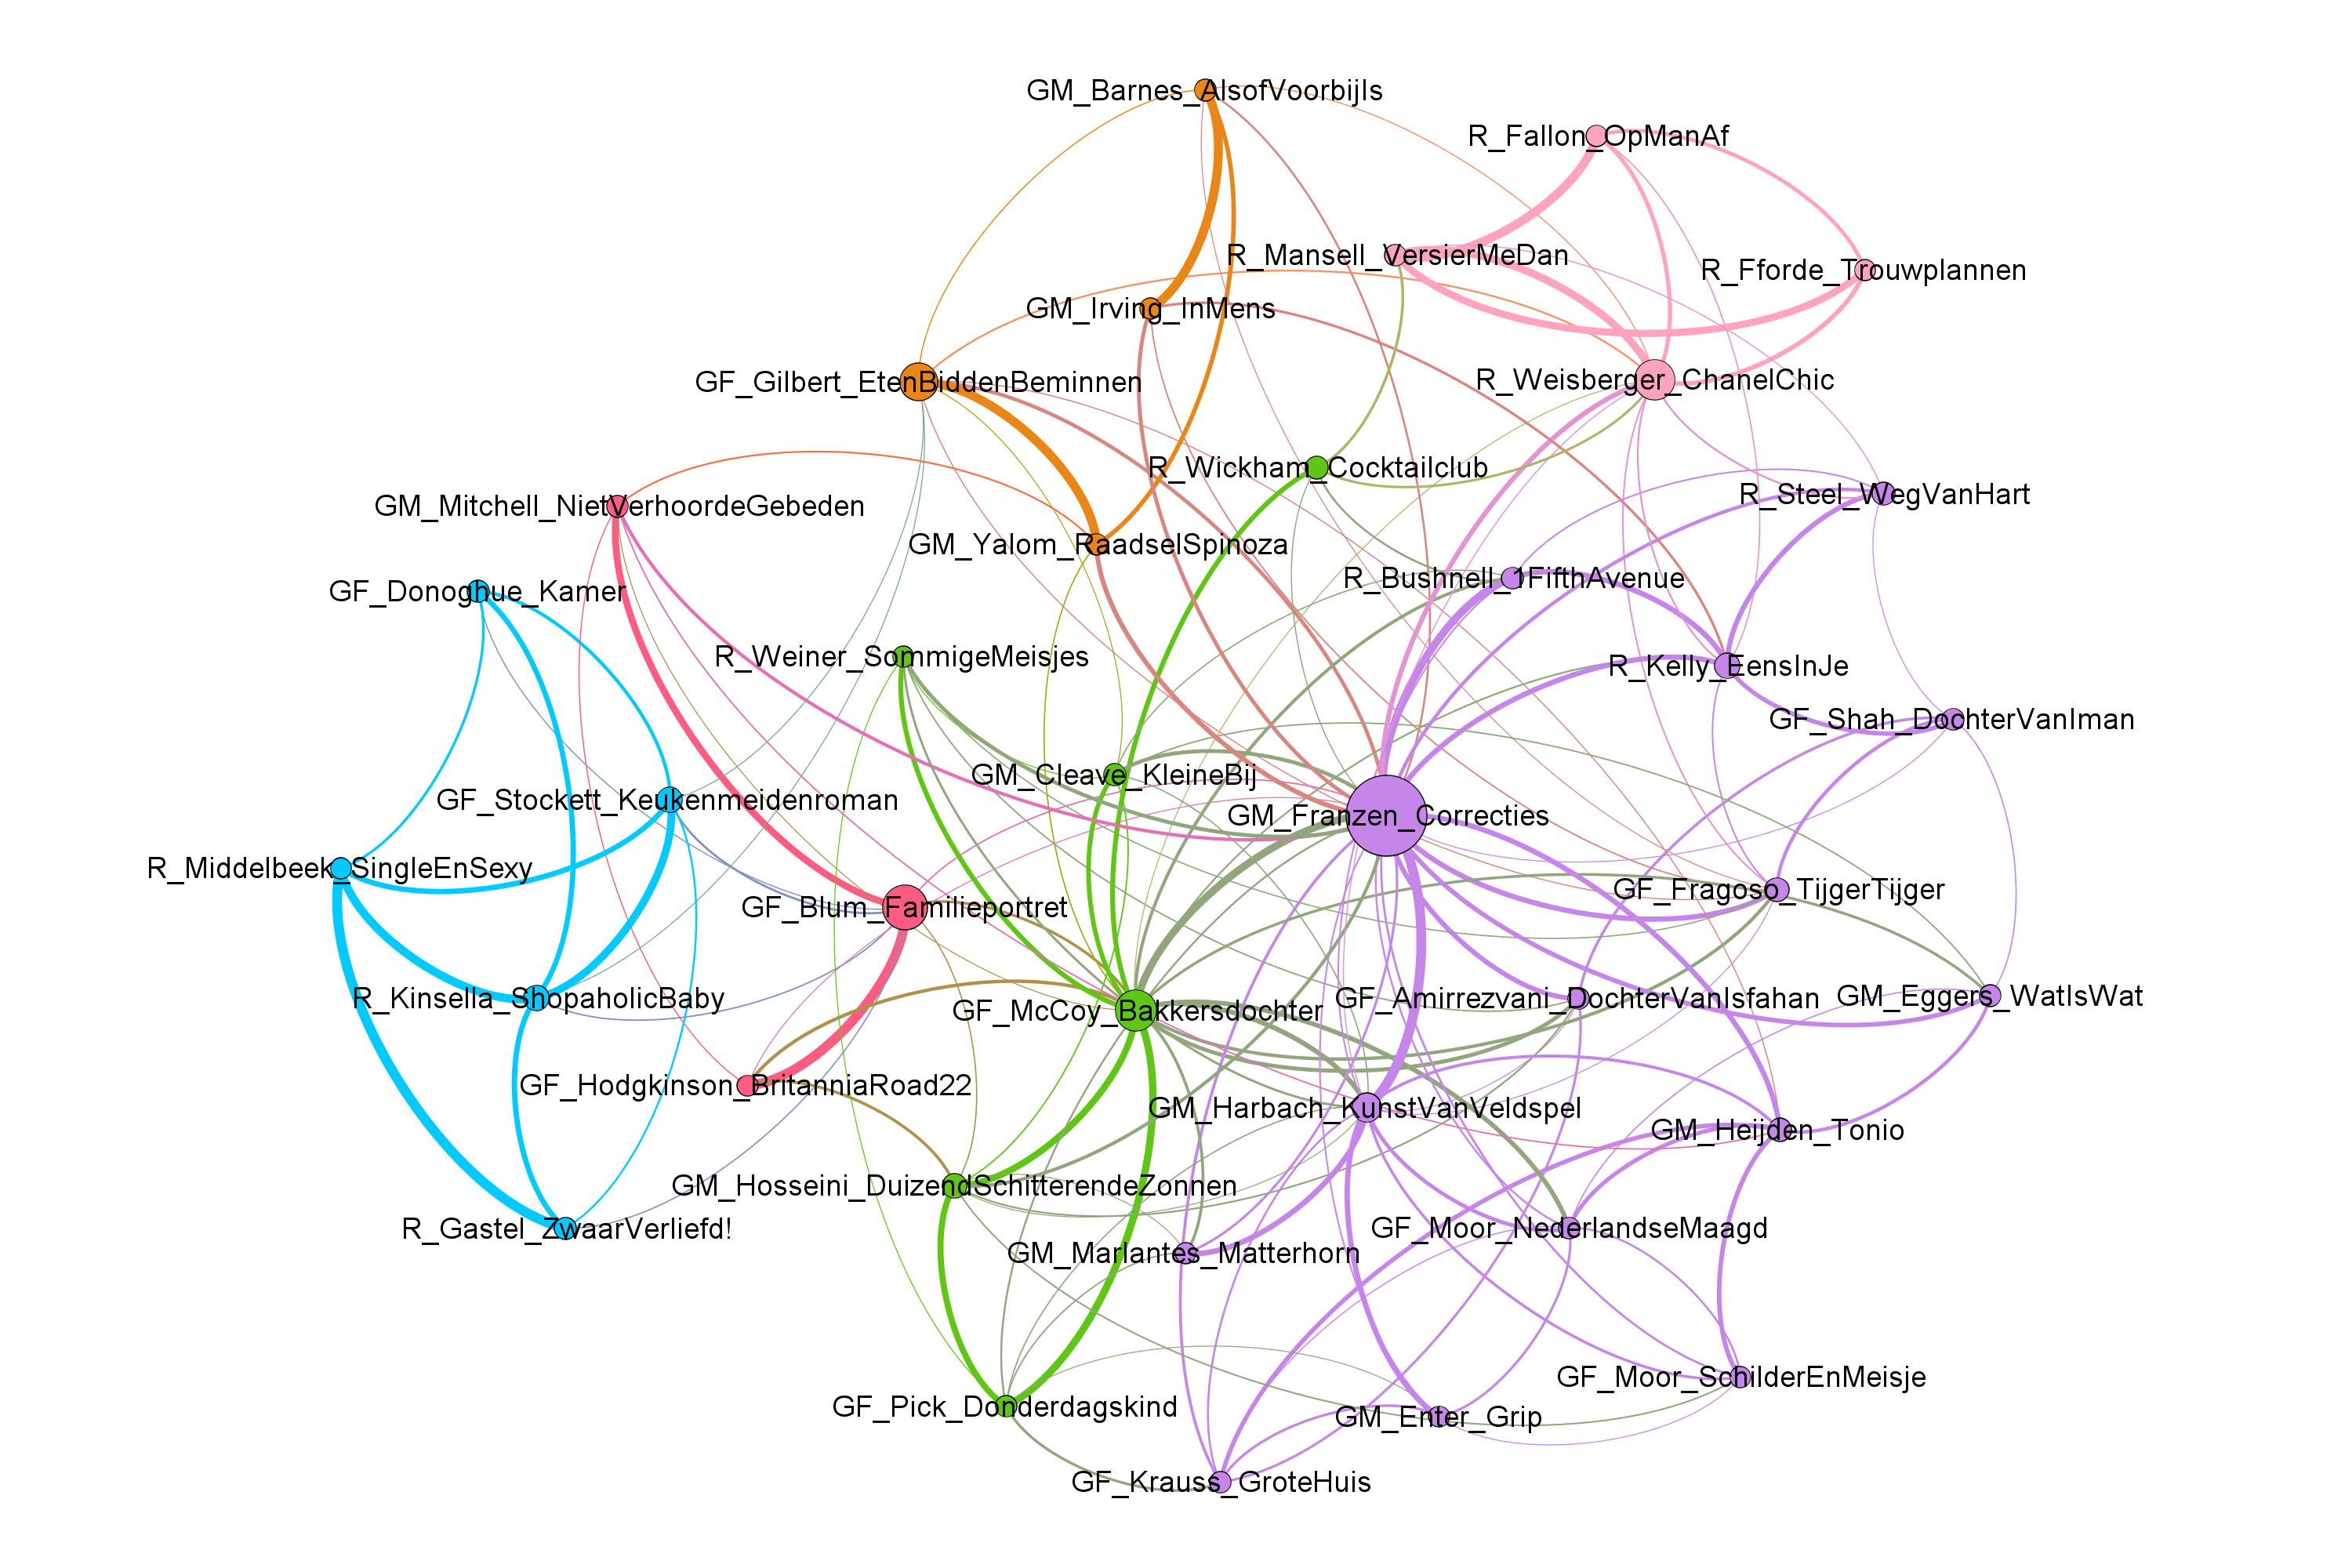 GM_Barnes_AlsofVoorbijIs
R_Fallon_OpManAf
R_Mansell_VersierMeDan
R_Fforde_Trouwplannen
GM_Irving_InMens
GF_Gilbert_EtenBiddenBeminnen
R_Weisberger_ChanelChic
R_Wickham_Cocktailclub
R_Steel_WegVanHart
GM_Mitchell_NietVerhoordeGebeden
GM_Yalom_RaadselSpinoza
R_Bushnell_1FifthAvenue
GF_Donoghue_Kamer
R_Weiner_SommigeMeisjes
R_Kelly_EensInJe
GF_Shah_DochterVanIman
GM_Cleave_KleineBij
GF_Stockett_Keukenmeidenroman
GM_Franzen_Correcties
R_Middelbeek_SingleEnSexy
GF_Fragoso_TijgerTijger
GF_Blum_Familieportret
R_Kinsella_ShopaholicBaby
GF_McCoy_Bakkersdochter
GF_Amirrezvani_DochterVanIsfahan
GM_Eggers_WatIsWat
GF_Hodgkinson_BritanniaRoad22
GM_Harbach_KunstVanVeldspel
GM_Heijden_Tonio
GM_Hosseini_DuizendSchitterendeZonnen
R_Gastel_ZwaarVerliefd!
GF_Moor_NederlandseMaagd
GM_Marlantes_Matterhorn
GF_Moor_SchilderEnMeisje
GF_Pick_Donderdagskind
GM_Enter_Grip
GF_Krauss_GroteHuis